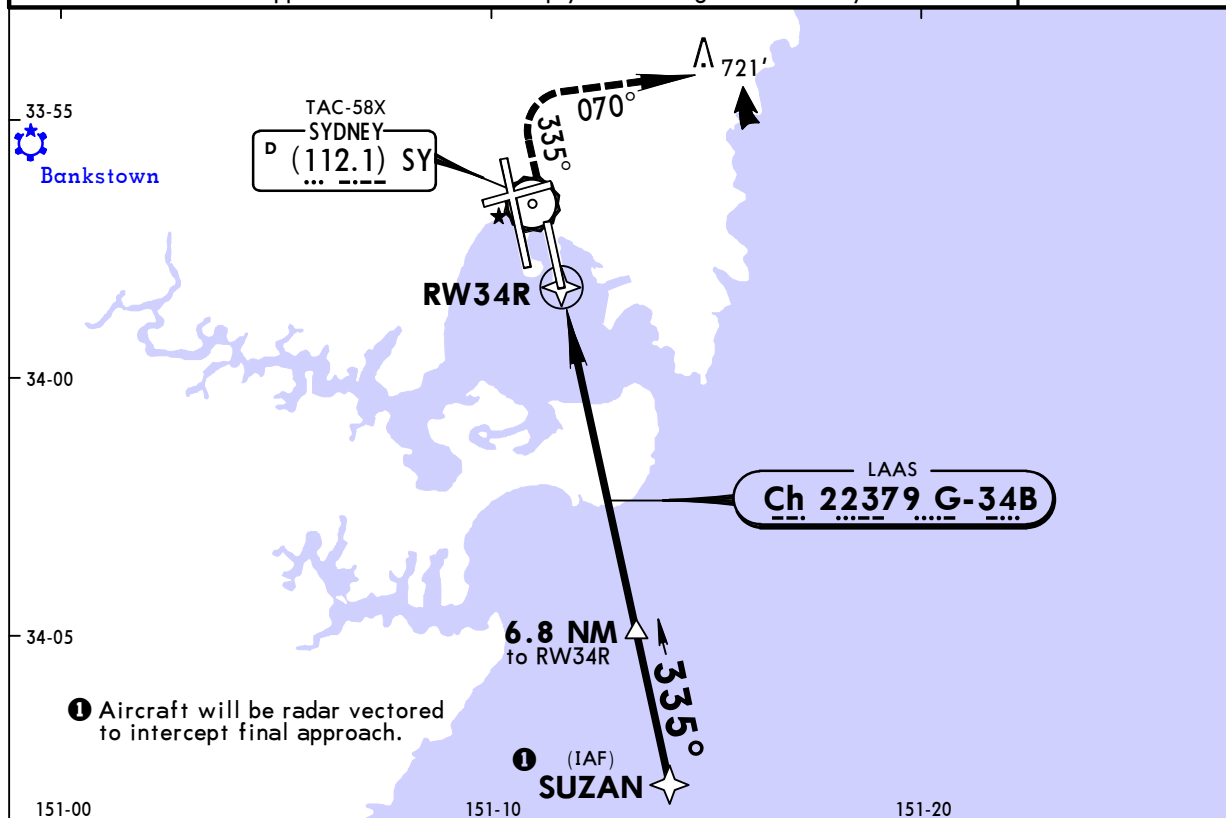 721'
33-55
TAC-58X
SYDNEY
D (112.1) SY
070°
335°
Bankstown
RW34R
34-00
LAAS
Ch 22379 G-34B
34-05
6.8 NM
to RW34R
335°
❶ Aircraft will be radar vectored
to intercept final approach.
❶ (IAF)
SUZAN
151-00
151-10
151-20